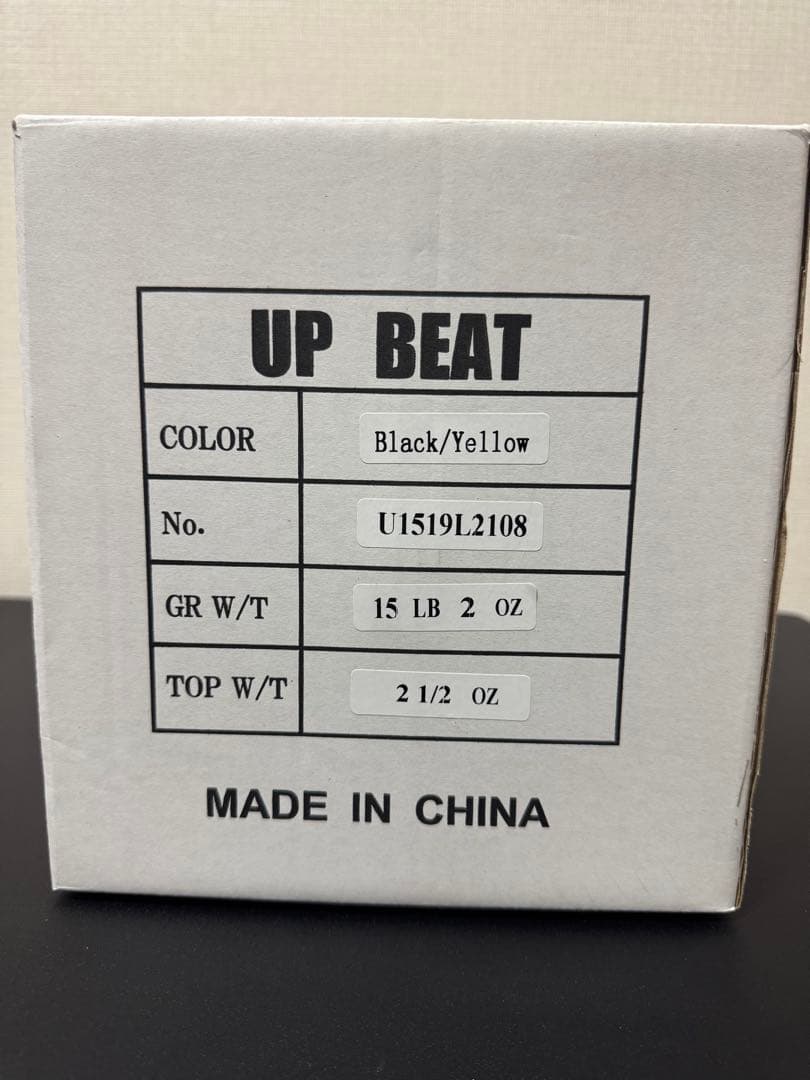 UP BEAT
COLOR Black/Yellow
No. U1519L2108
GR W/T 15 LB 2 OZ
TOP W/T 2 1/2 OZ
MADE IN CHINA